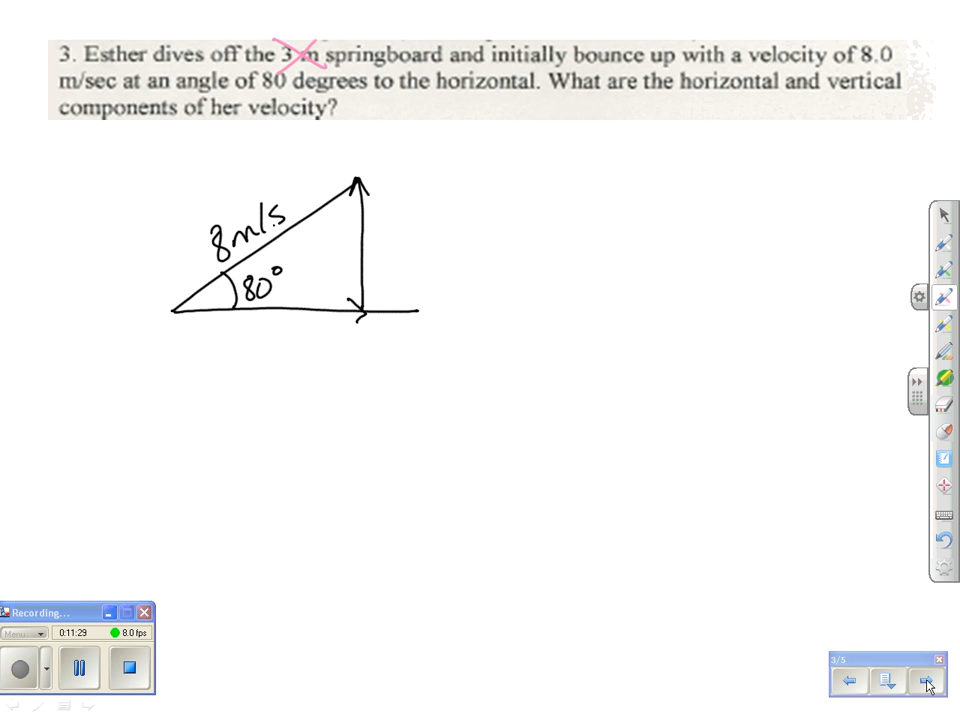 3. Esther dives off the 3 m springboard and initially bounce up with a velocity of 8.0
m/sec at an angle of 80 degrees to the horizontal. What are the horizontal and vertical
components of her velocity?
8m/s
80°
Recording...
Menu
0:11:29
8.0 fps
3/5